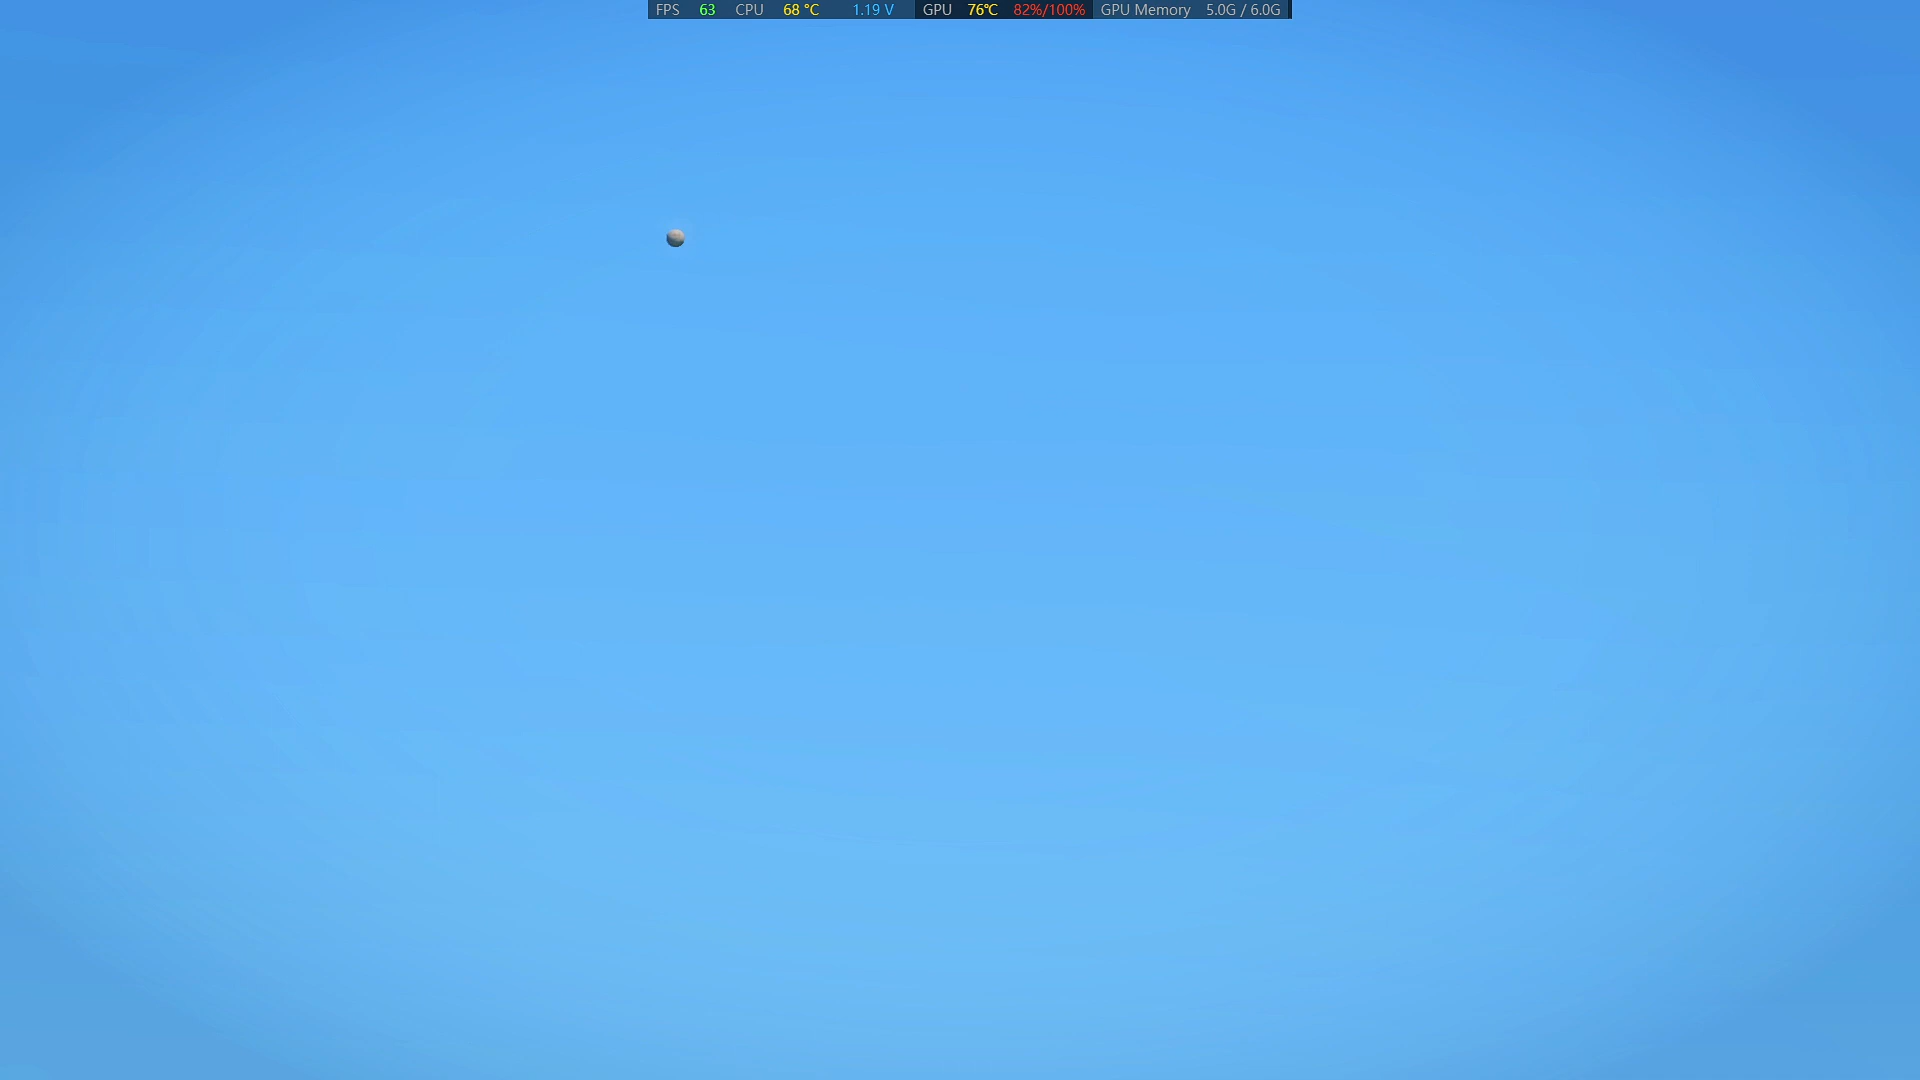 FPS 63 CPU 68 °C 1.19 V GPU 76℃ 82%/100% GPU Memory 5.0G / 6.0G